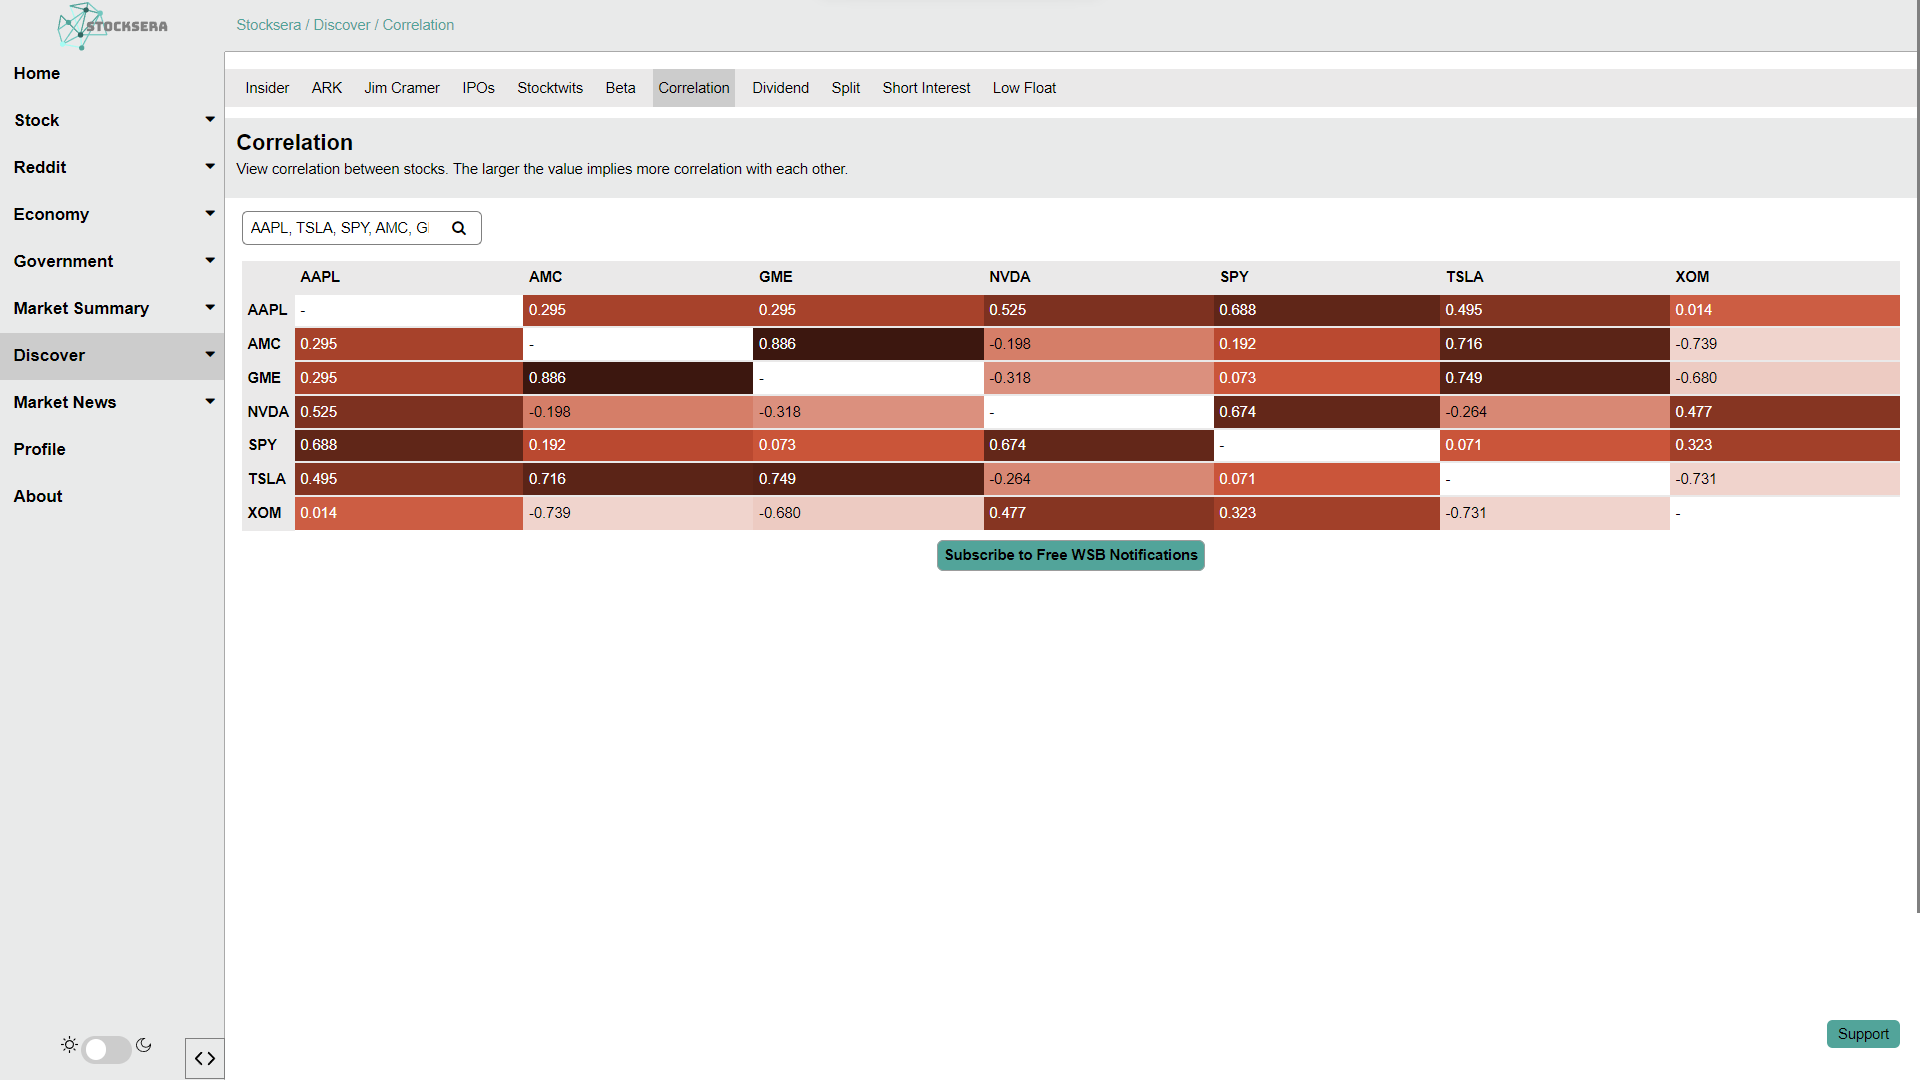 STOCKSERA
Stocksera / Discover / Correlation
Home
Stock
Reddit
Economy
Government
Market Summary
Discover
Market News
Profile
About
Insider ARK Jim Cramer IPOs Stocktwits Beta Correlation Dividend Split Short Interest Low Float
Correlation
View correlation between stocks. The larger the value implies more correlation with each other.
AAPL, TSLA, SPY, AMC, G
AAPL AMC GME NVDA SPY TSLA XOM
AAPL - 0.295 0.295 0.525 0.688 0.495 0.014
AMC 0.295 - 0.886 -0.198 0.192 0.716 -0.739
GME 0.295 0.886 - -0.318 0.073 0.749 -0.680
NVDA 0.525 -0.198 -0.318 - 0.674 -0.264 0.477
SPY 0.688 0.192 0.073 0.674 - 0.071 0.323
TSLA 0.495 0.716 0.749 -0.264 0.071 - -0.731
XOM 0.014 -0.739 -0.680 0.477 0.323 -0.731 -
Subscribe to Free WSB Notifications
Support